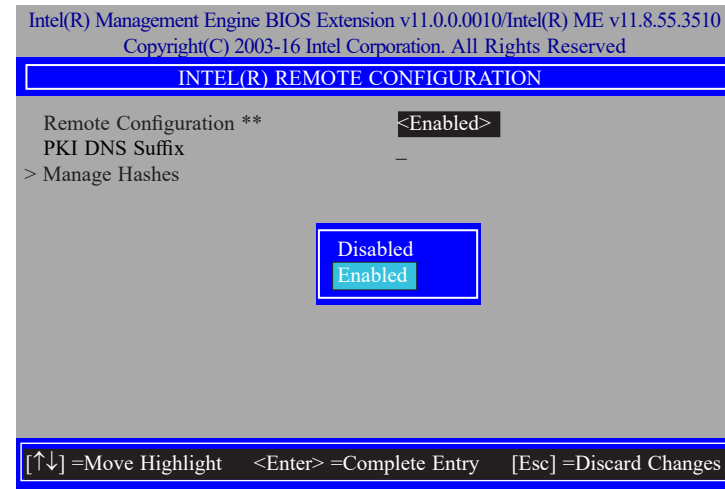 Intel(R) Management Engine BIOS Extension v11.0.0.0010/Intel(R) ME v11.8.55.3510
Copyright(C) 2003-16 Intel Corporation. All Rights Reserved
INTEL(R) REMOTE CONFIGURATION
Remote Configuration ** <Enabled>
PKI DNS Suffix _
> Manage Hashes
Disabled
Enabled
[↑↓] =Move Highlight <Enter> =Complete Entry [Esc] =Discard Changes